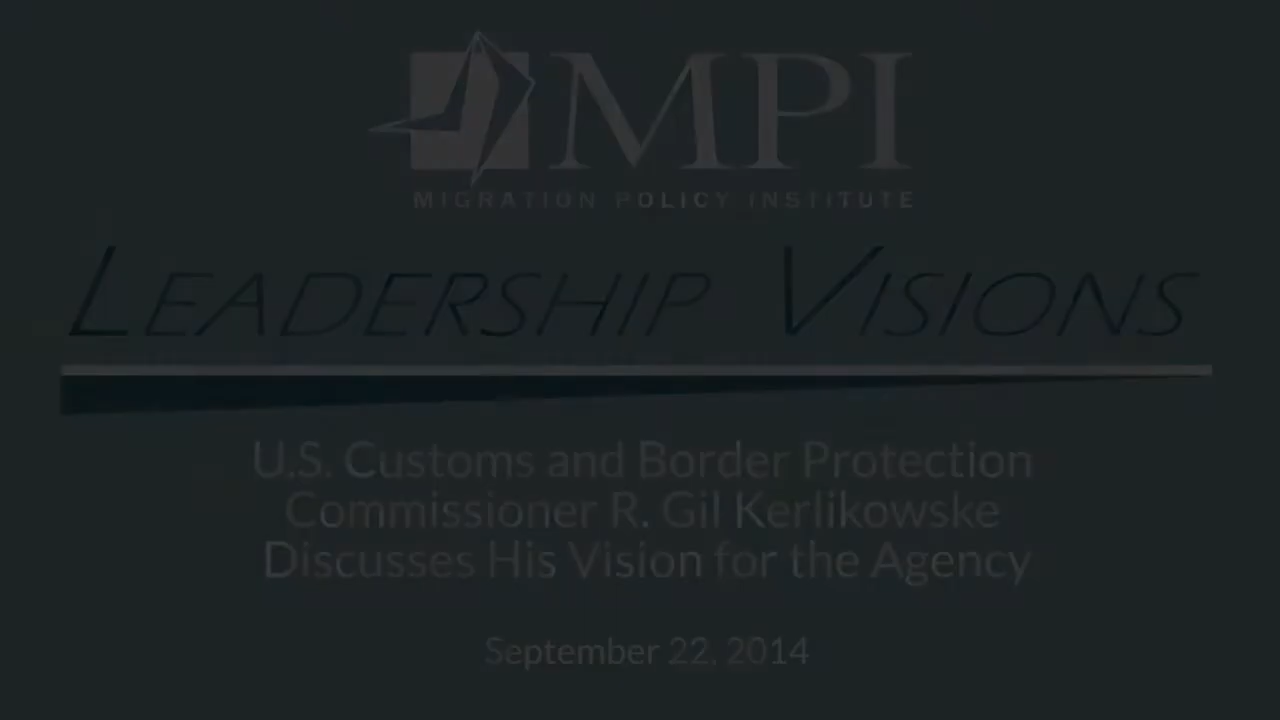 MPI
MIGRATION POLICY INSTITUTE
LEADERSHIP VISIONS
U.S. Customs and Border Protection
Commissioner R. Gil Kerlikowske
Discusses His Vision for the Agency
September 22, 2014